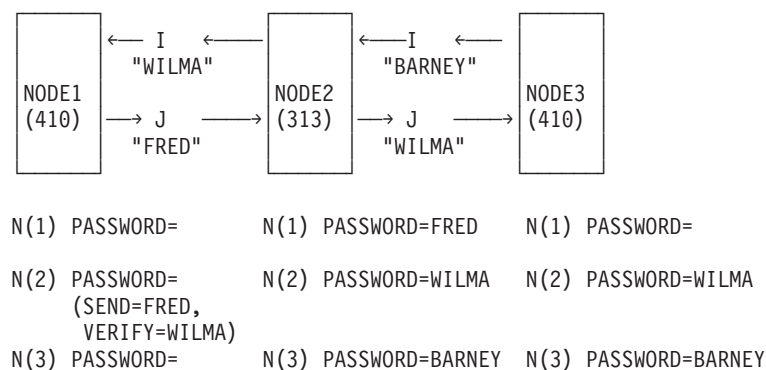 ← I ← ←I ←
"WILMA" "BARNEY"
NODE1 NODE2 NODE3
(410) → J → (313) → J → (410)
"FRED" "WILMA"
N(1) PASSWORD= N(1) PASSWORD=FRED N(1) PASSWORD=
N(2) PASSWORD= N(2) PASSWORD=WILMA N(2) PASSWORD=WILMA
(SEND=FRED,
VERIFY=WILMA)
N(3) PASSWORD= N(3) PASSWORD=BARNEY N(3) PASSWORD=BARNEY